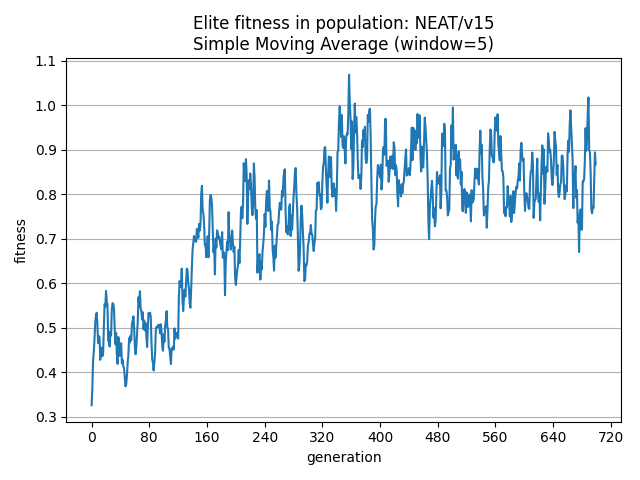 Elite fitness in population: NEAT/v15
Simple Moving Average (window=5)
1.1
1.0
0.9
0.8
0.7
0.6
0.5
0.4
0.3
fitness
0 80 160 240 320 400 480 560 640 720
generation